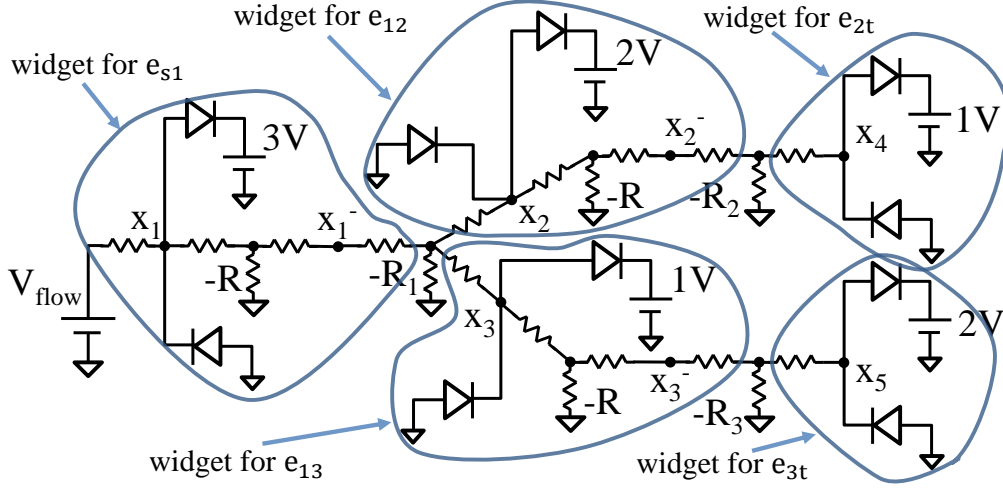 widget for e₁₂
widget for e₂ₜ
widget for eₛ₁
2V
3V
1V
x₂⁻
x₄
x₁
x₁⁻
x₂
-R
-R₂
V_flow
-R
-R₁
1V
x₃
2V
x₃⁻
x₅
-R
-R₃
widget for e₁₃
widget for e₃ₜ